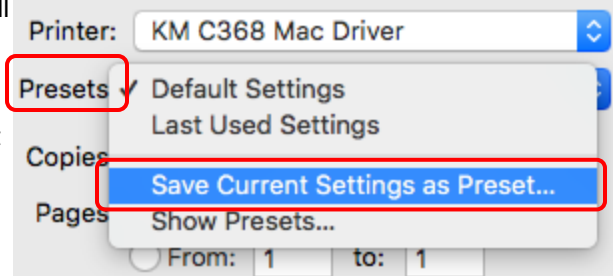 Printer: KM C368 Mac Driver
Presets ✓ Default Settings
Last Used Settings
Copies
Save Current Settings as Preset...
Pages
Show Presets...
From: 1 to: 1